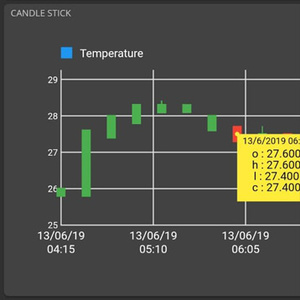 CANDLE STICK
Temperature
29
28
27
26
25
13/6/2019 06:
o : 27.600
h : 27.600
l : 27.400
c : 27.400
13/06/19 13/06/19 13/06/19
04:15 05:10 06:05